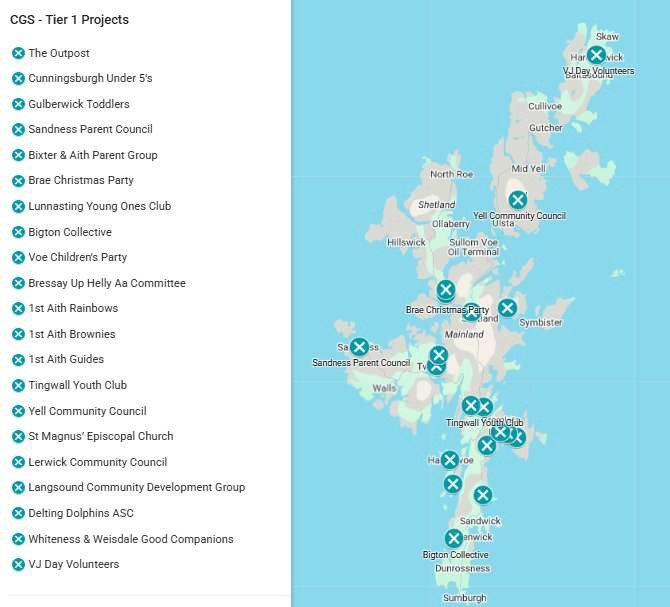 CGS - Tier 1 Projects
The Outpost
Cunningsburgh Under 5's
Gulberwick Toddlers
Sandness Parent Council
Bixter & Aith Parent Group
Brae Christmas Party
Lunnasting Young Ones Club
Bigton Collective
Voe Children's Party
Bressay Up Helly Aa Committee
1st Aith Rainbows
1st Aith Brownies
1st Aith Guides
Tingwall Youth Club
Yell Community Council
St Magnus' Episcopal Church
Lerwick Community Council
Langsound Community Development Group
Delting Dolphins ASC
Whiteness & Weisdale Good Companions
VJ Day Volunteers
Skaw
VJ Day Volunteers
Cullivoe
Gutcher
Mid Yell
North Roe
Shetland
Yell Community Council
Ollaberry
Ulsta
Hillswick
Sullom Voe
Oil Terminal
Brae Christmas Party
Symbister
Mainland
Sandness Parent Council
Walls
Tingwall Youth Club
Sandwick
Bigton Collective
Dunrossness
Sumburgh